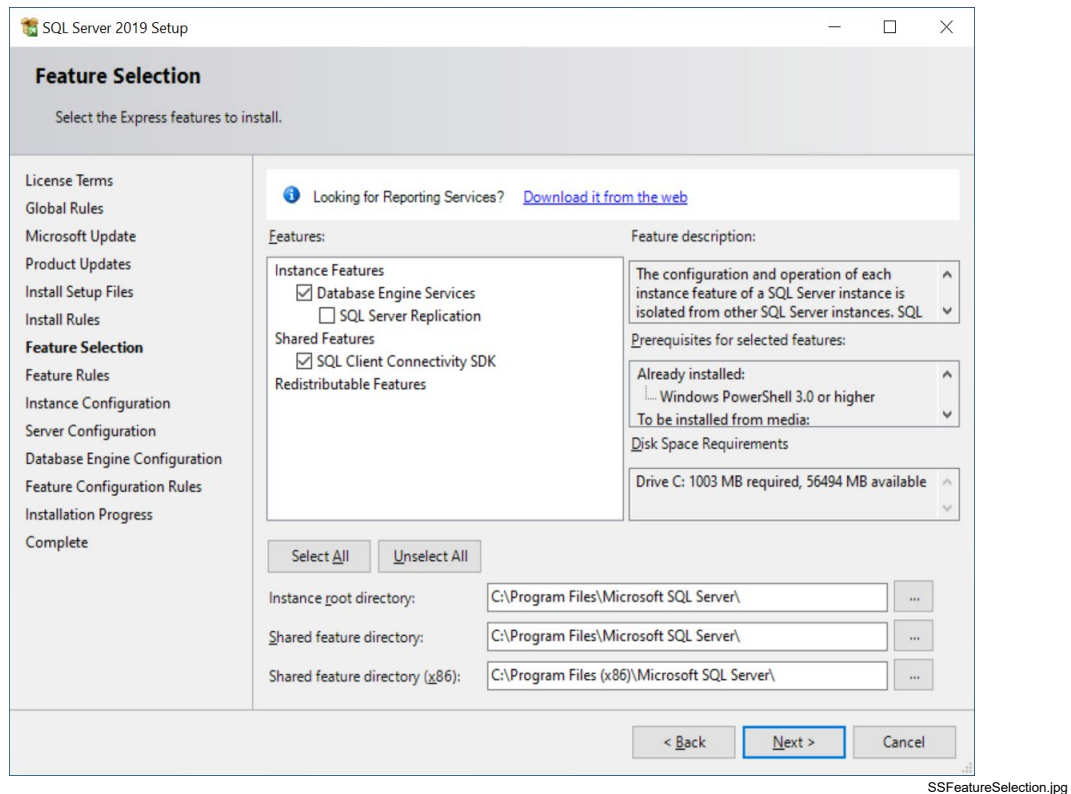 SQL Server 2019 Setup
Feature Selection
Select the Express features to install.
License Terms
Global Rules
Microsoft Update
Product Updates
Install Setup Files
Install Rules
Feature Selection
Feature Rules
Instance Configuration
Server Configuration
Database Engine Configuration
Feature Configuration Rules
Installation Progress
Complete
Looking for Reporting Services? Download it from the web
Features:
Instance Features
Database Engine Services
SQL Server Replication
Shared Features
SQL Client Connectivity SDK
Redistributable Features
Feature description:
The configuration and operation of each
instance feature of a SQL Server instance is
isolated from other SQL Server instances. SQL
Prerequisites for selected features:
Already installed:
Windows PowerShell 3.0 or higher
To be installed from media:
Disk Space Requirements
Drive C: 1003 MB required, 56494 MB available
Select All
Unselect All
Instance root directory:
C:\Program Files\Microsoft SQL Server\
...
Shared feature directory:
C:\Program Files\Microsoft SQL Server\
...
Shared feature directory (x86):
C:\Program Files (x86)\Microsoft SQL Server\
...
< Back
Next >
Cancel
SSFeatureSelection.jpg